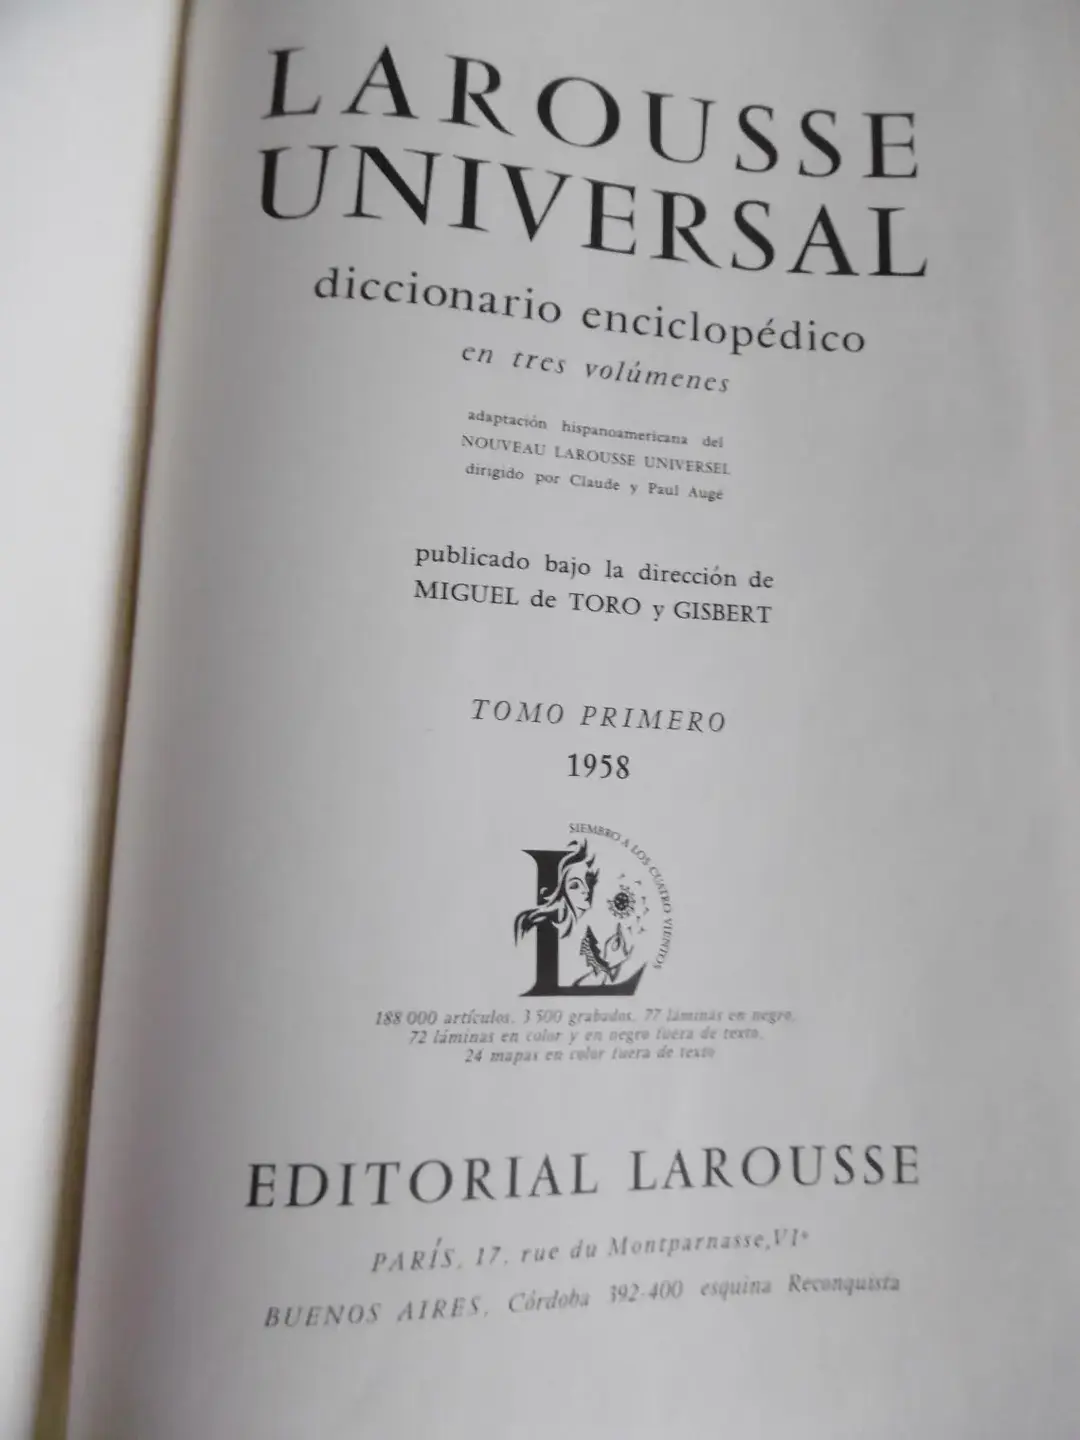 LAROUSSE
UNIVERSAL
diccionario enciclopédico
en tres volúmenes
adaptación hispanoamericana del
NOUVEAU LAROUSSE UNIVERSEL
dirigido por Claude y Paul Augé
publicado bajo la dirección de
MIGUEL de TORO y GISBERT
TOMO PRIMERO
1958
SIEMBRO A LOS CUATRO VIENTOS
L
188 000 artículos, 3 500 grabados, 77 láminas en negro,
72 láminas en color y en negro fuera de texto,
24 mapas en color fuera de texto
EDITORIAL LAROUSSE
PARÍS, 17, rue du Montparnasse, VIe
BUENOS AIRES, Córdoba 392-400 esquina Reconquista